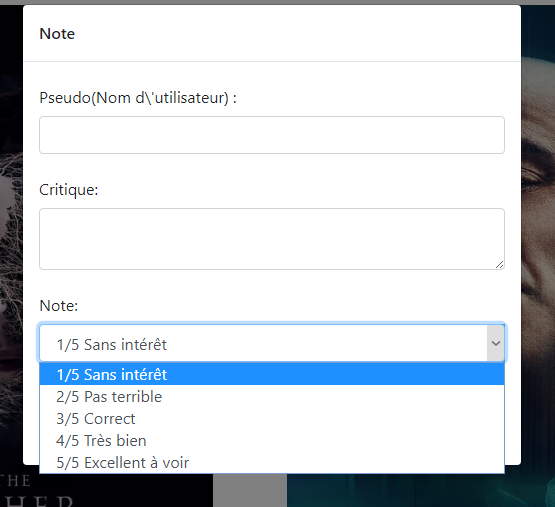 Note
Pseudo(Nom d\'utilisateur) :
Critique:
Note:
1/5 Sans intérêt
1/5 Sans intérêt
2/5 Pas terrible
3/5 Correct
4/5 Très bien
5/5 Excellent à voir
THE